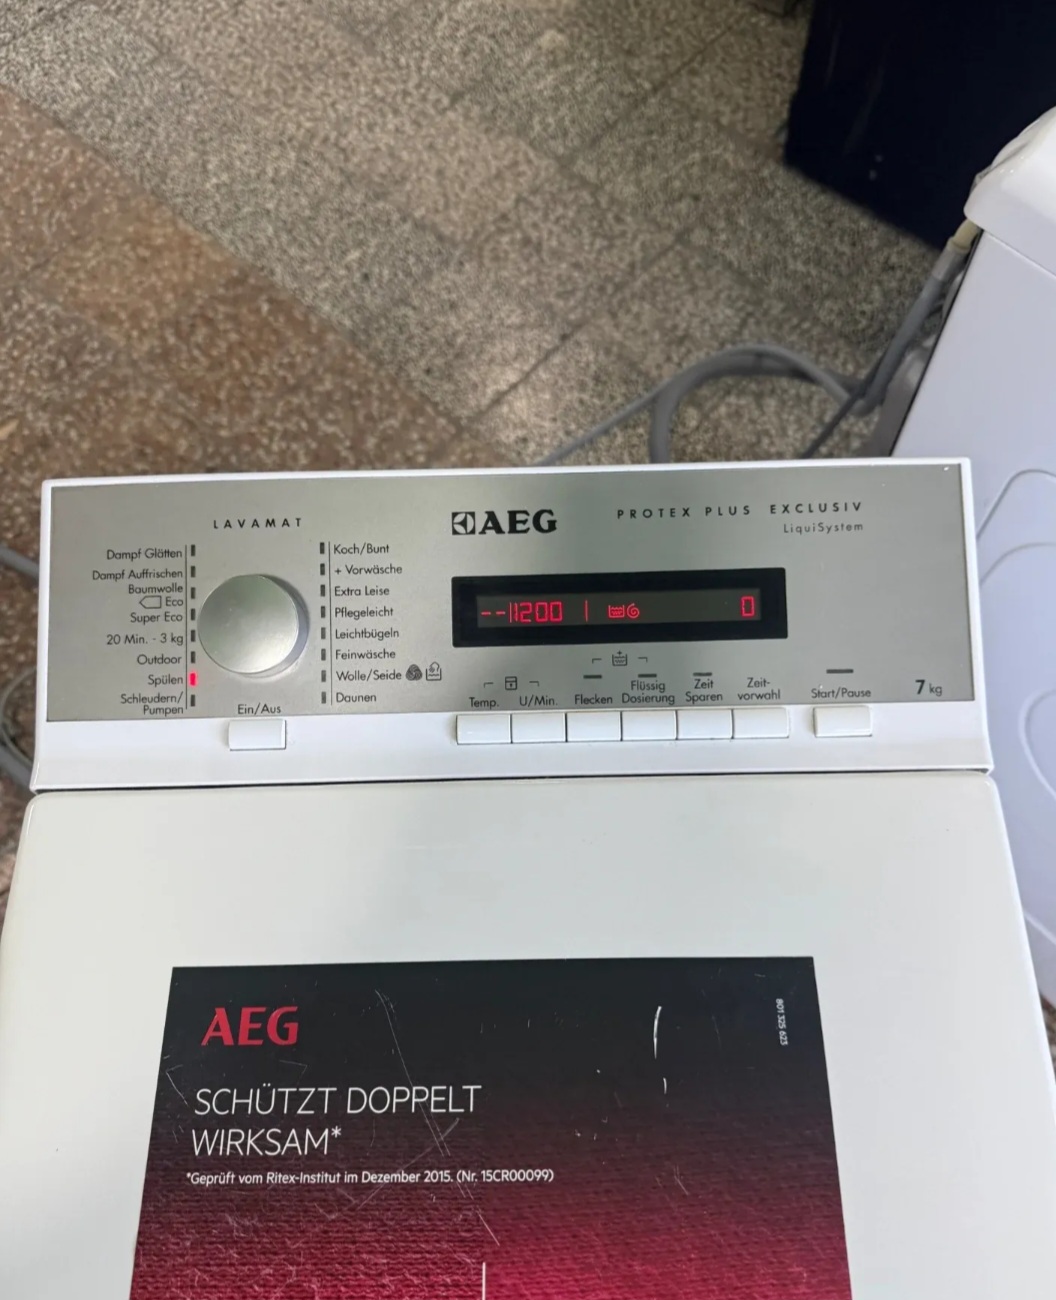 LAVAMAT
AEG
PROTEX PLUS EXCLUSIV
LiquiSystem
Dampf Glätten
Dampf Auffrischen
Baumwolle
Eco
Super Eco
20 Min. - 3 kg
Outdoor
Spülen
Schleudern/
Pumpen
Koch/Bunt
+ Vorwäsche
Extra Leise
Pflegeleicht
Leichtbügeln
Feinwäsche
Wolle/Seide
Daunen
Ein/Aus
--1200 0
Temp.
U/Min.
Flecken
Flüssig
Dosierung
Zeit
Sparen
Zeit-
vorwahl
Start/Pause
7 kg
AEG
801 325 623
SCHÜTZT DOPPELT
WIRKSAM*
*Geprüft vom Ritex-Institut im Dezember 2015. (Nr. 15CR00099)